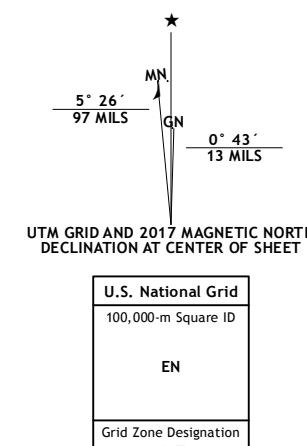 MN.
GN
5° 26´
97 MILS
0° 43´
13 MILS
UTM GRID AND 2017 MAGNETIC NORTH
DECLINATION AT CENTER OF SHEET
U.S. National Grid
100,000-m Square ID
EN
Grid Zone Designation